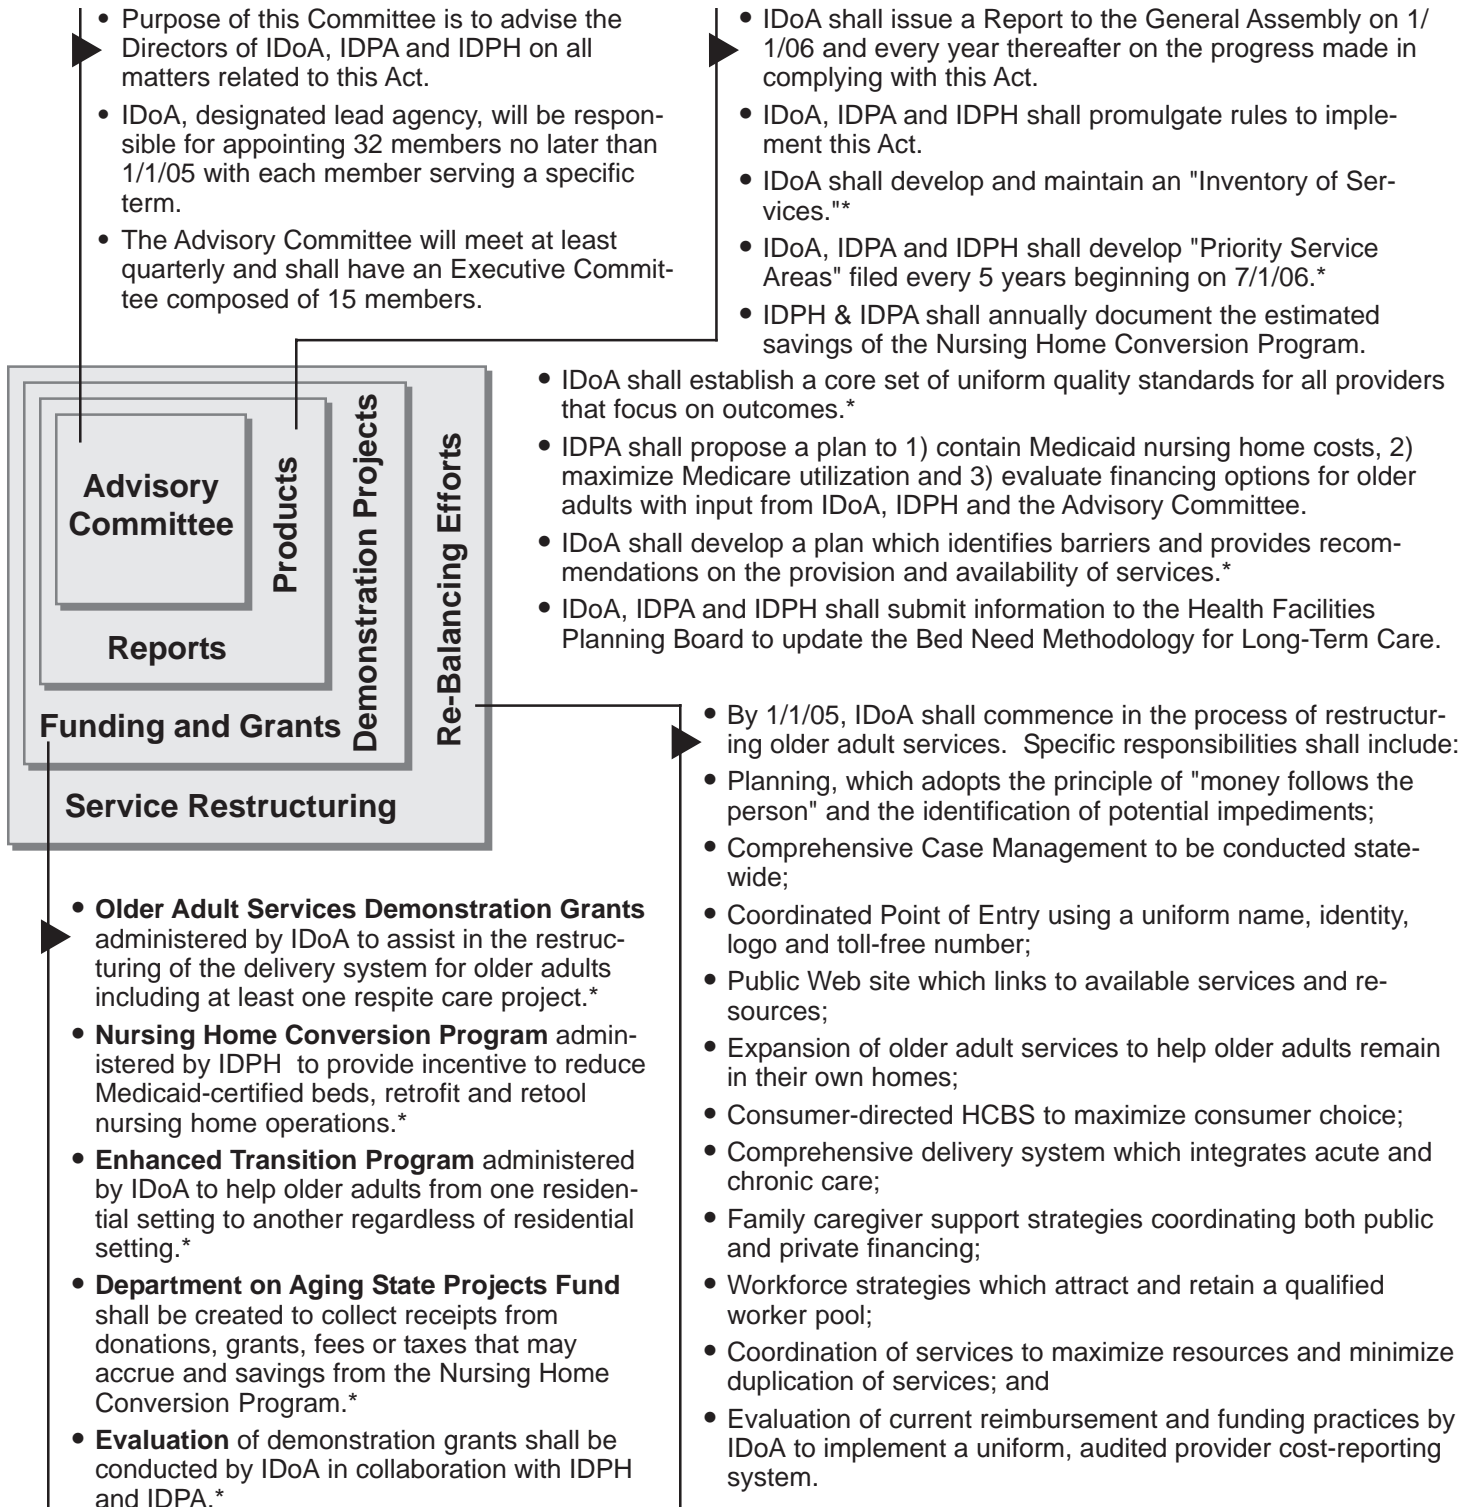 • Purpose of this Committee is to advise the
Directors of IDoA, IDPA and IDPH on all
matters related to this Act.
• IDoA, designated lead agency, will be respon-
sible for appointing 32 members no later than
1/1/05 with each member serving a specific
term.
• The Advisory Committee will meet at least
quarterly and shall have an Executive Commit-
tee composed of 15 members.
• IDoA shall issue a Report to the General Assembly on 1/
1/06 and every year thereafter on the progress made in
complying with this Act.
• IDoA, IDPA and IDPH shall promulgate rules to imple-
ment this Act.
• IDoA shall develop and maintain an "Inventory of Ser-
vices."*
• IDoA, IDPA and IDPH shall develop "Priority Service
Areas" filed every 5 years beginning on 7/1/06.*
• IDPH & IDPA shall annually document the estimated
savings of the Nursing Home Conversion Program.
• IDoA shall establish a core set of uniform quality standards for all providers
that focus on outcomes.*
• IDPA shall propose a plan to 1) contain Medicaid nursing home costs, 2)
maximize Medicare utilization and 3) evaluate financing options for older
adults with input from IDoA, IDPH and the Advisory Committee.
• IDoA shall develop a plan which identifies barriers and provides recom-
mendations on the provision and availability of services.*
• IDoA, IDPA and IDPH shall submit information to the Health Facilities
Planning Board to update the Bed Need Methodology for Long-Term Care.
Advisory
Committee
Products
Reports
Demonstration Projects
Funding and Grants
Re-Balancing Efforts
Service Restructuring
• Older Adult Services Demonstration Grants
administered by IDoA to assist in the restruc-
turing of the delivery system for older adults
including at least one respite care project.*
• Nursing Home Conversion Program admin-
istered by IDPH to provide incentive to reduce
Medicaid-certified beds, retrofit and retool
nursing home operations.*
• Enhanced Transition Program administered
by IDoA to help older adults from one residen-
tial setting to another regardless of residential
setting.*
• Department on Aging State Projects Fund
shall be created to collect receipts from
donations, grants, fees or taxes that may
accrue and savings from the Nursing Home
Conversion Program.*
• Evaluation of demonstration grants shall be
conducted by IDoA in collaboration with IDPH
and IDPA.*
• By 1/1/05, IDoA shall commence in the process of restructur-
ing older adult services. Specific responsibilities shall include:
• Planning, which adopts the principle of "money follows the
person" and the identification of potential impediments;
• Comprehensive Case Management to be conducted state-
wide;
• Coordinated Point of Entry using a uniform name, identity,
logo and toll-free number;
• Public Web site which links to available services and re-
sources;
• Expansion of older adult services to help older adults remain
in their own homes;
• Consumer-directed HCBS to maximize consumer choice;
• Comprehensive delivery system which integrates acute and
chronic care;
• Family caregiver support strategies coordinating both public
and private financing;
• Workforce strategies which attract and retain a qualified
worker pool;
• Coordination of services to maximize resources and minimize
duplication of services; and
• Evaluation of current reimbursement and funding practices by
IDoA to implement a uniform, audited provider cost-reporting
system.